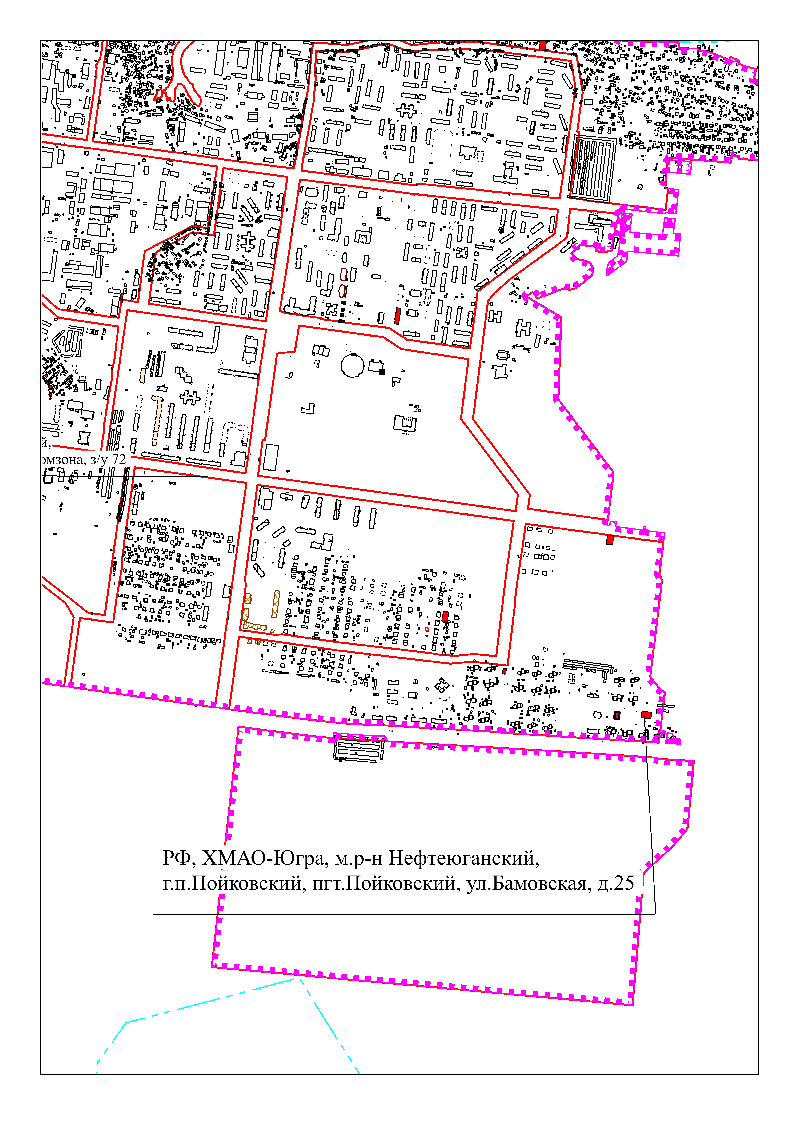 й,
омзона, з/у 72
РФ, ХМАО-Югра, м.р-н Нефтеюганский,
г.п.Пойковский, пгт.Пойковский, ул.Бамовская, д.25